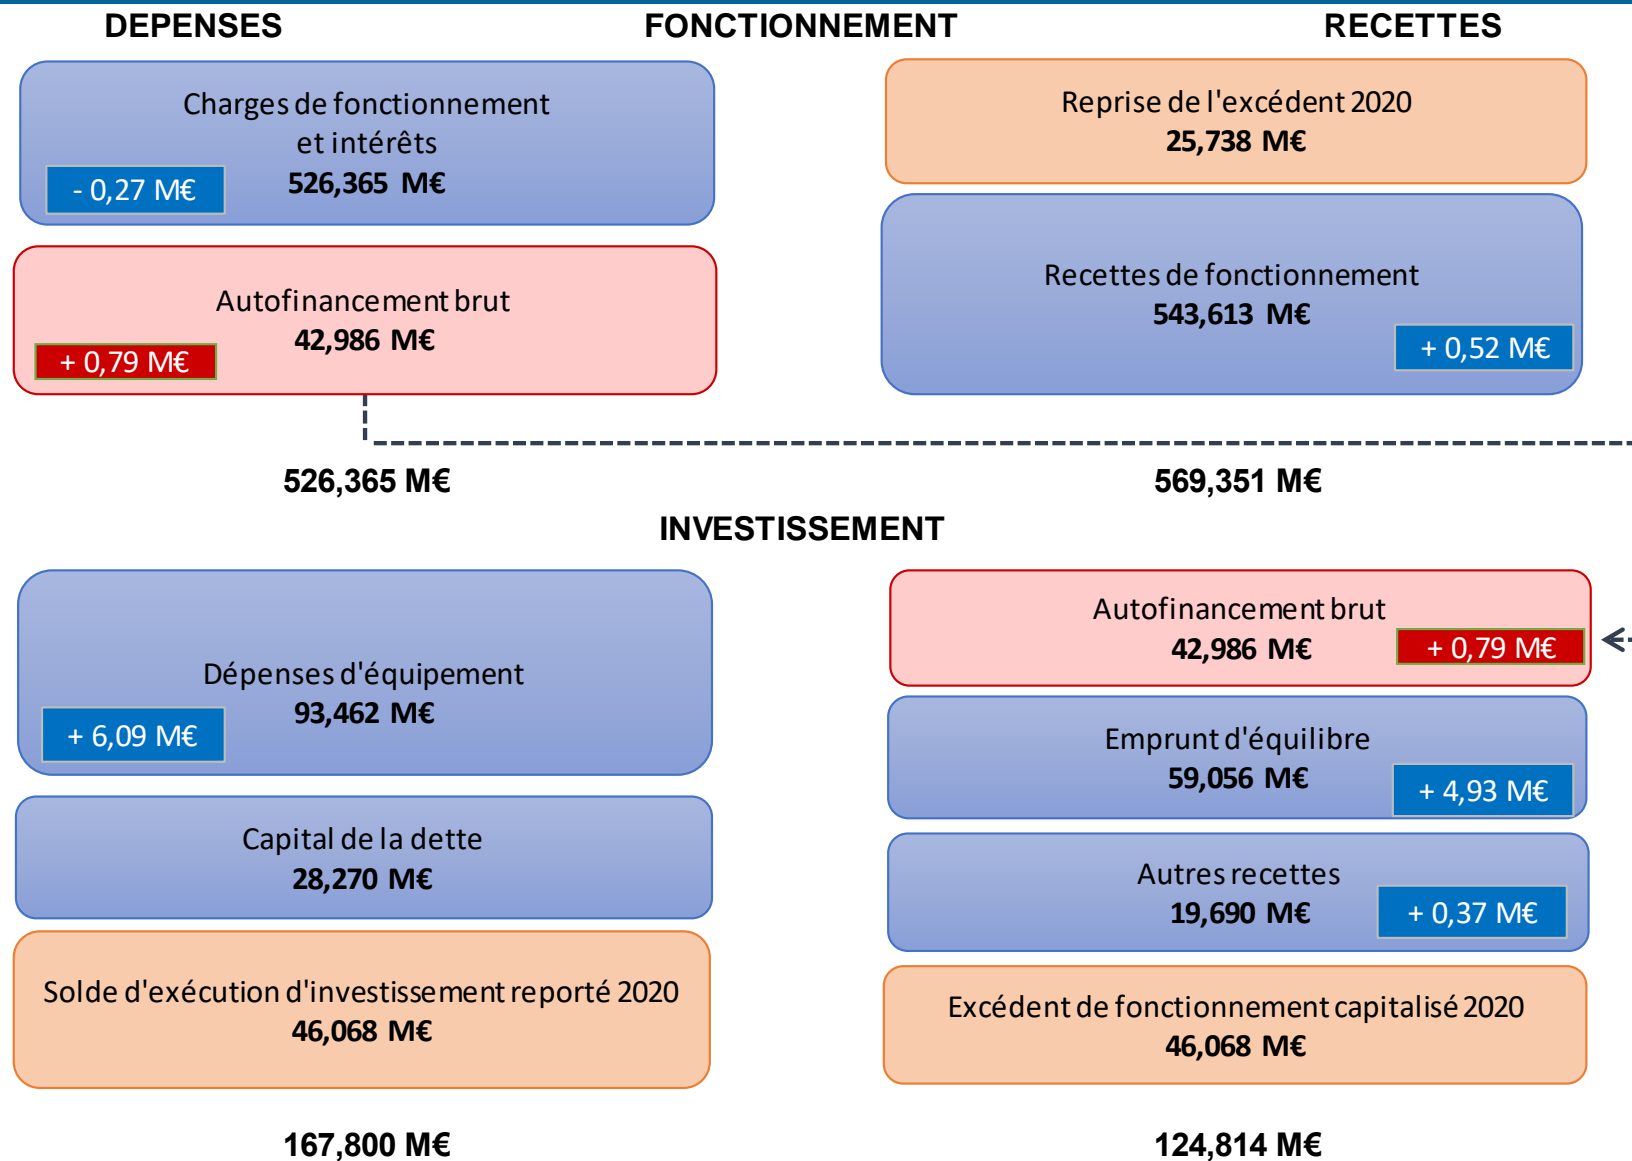 DEPENSES
FONCTIONNEMENT
RECETTES
Charges de fonctionnement
et intérêts
526,365 M€
- 0,27 M€
Autofinancement brut
42,986 M€
+ 0,79 M€
Reprise de l'excédent 2020
25,738 M€
Recettes de fonctionnement
543,613 M€
+ 0,52 M€
526,365 M€
569,351 M€
INVESTISSEMENT
Dépenses d'équipement
93,462 M€
+ 6,09 M€
Capital de la dette
28,270 M€
Solde d'exécution d'investissement reporté 2020
46,068 M€
Autofinancement brut
42,986 M€
+ 0,79 M€
Emprunt d'équilibre
59,056 M€
+ 4,93 M€
Autres recettes
19,690 M€
+ 0,37 M€
Excédent de fonctionnement capitalisé 2020
46,068 M€
167,800 M€
124,814 M€